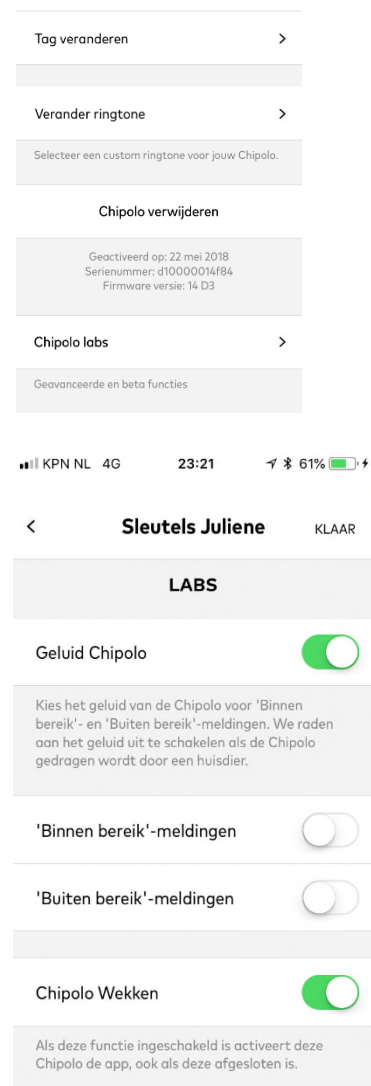 Tag veranderen
Verander ringtone
Selecteer een custom ringtone voor jouw Chipolo.
Chipolo verwijderen
Geactiveerd op: 22 mei 2018
Serienummer: d10000014f84
Firmware versie: 14 D3
Chipolo labs
Geavanceerde en beta functies
KPN NL 4G 23:21 61%
Sleutels Juliene KLAAR
LABS
Geluid Chipolo
Kies het geluid van de Chipolo voor 'Binnen
bereik'- en 'Buiten bereik'-meldingen. We raden
aan het geluid uit te schakelen als de Chipolo
gedragen wordt door een huisdier.
'Binnen bereik'-meldingen
'Buiten bereik'-meldingen
Chipolo Wekken
Als deze functie ingeschakeld is activeert deze
Chipolo de app, ook als deze afgesloten is.